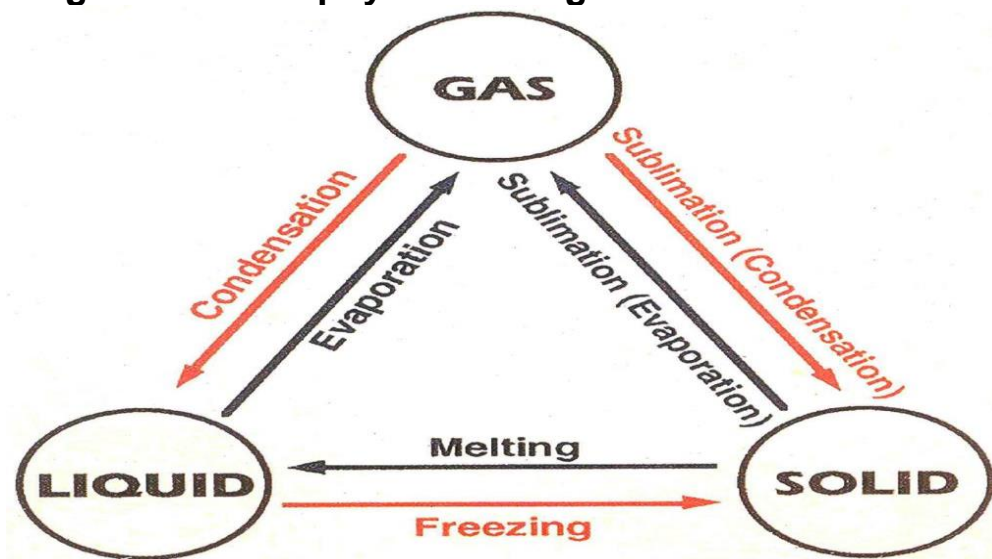 GAS
Condensation
Evaporation
Sublimation (Evaporation)
Sublimation (Condensation)
LIQUID
Melting
Freezing
SOLID